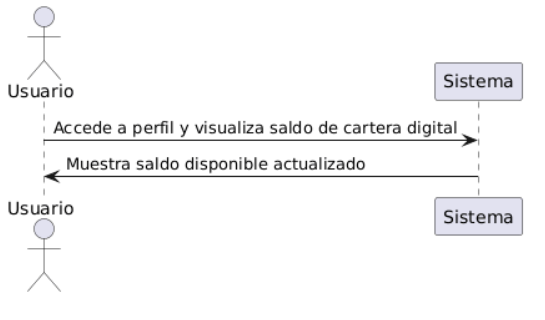 Usuario
Sistema
Accede a perfil y visualiza saldo de cartera digital
Muestra saldo disponible actualizado
Usuario
Sistema